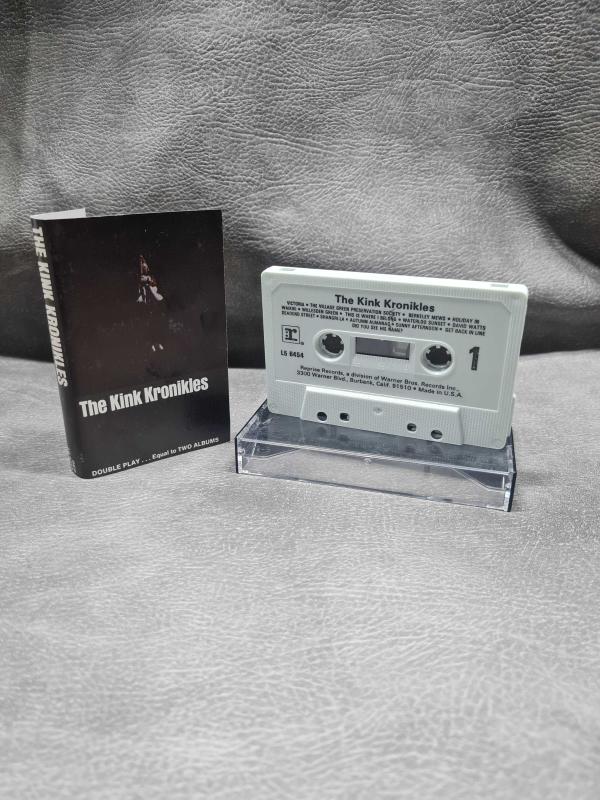 THE KINK KRONIKLES
The Kink Kronikles
DOUBLE PLAY . . . Equal to TWO ALBUMS
The Kink Kronikles
VICTORIA • THE VILLAGE GREEN PRESERVATION SOCIETY • BERKELEY MEWS • HOLIDAY IN
WAIKIKI • WILLESDEN GREEN • THIS IS WHERE I BELONG • WATERLOO SUNSET • DAVID WATTS
DEADEND STREET • SHANGRI-LA • AUTUMN ALMANAC • SUNNY AFTERNOON • GET BACK IN LINE
DID YOU SEE HIS NAME?
r
L5 6454
1
Reprise Records, a division of Warner Bros. Records Inc.,
3300 Warner Blvd., Burbank, Calif. 91510 • Made in U.S.A.